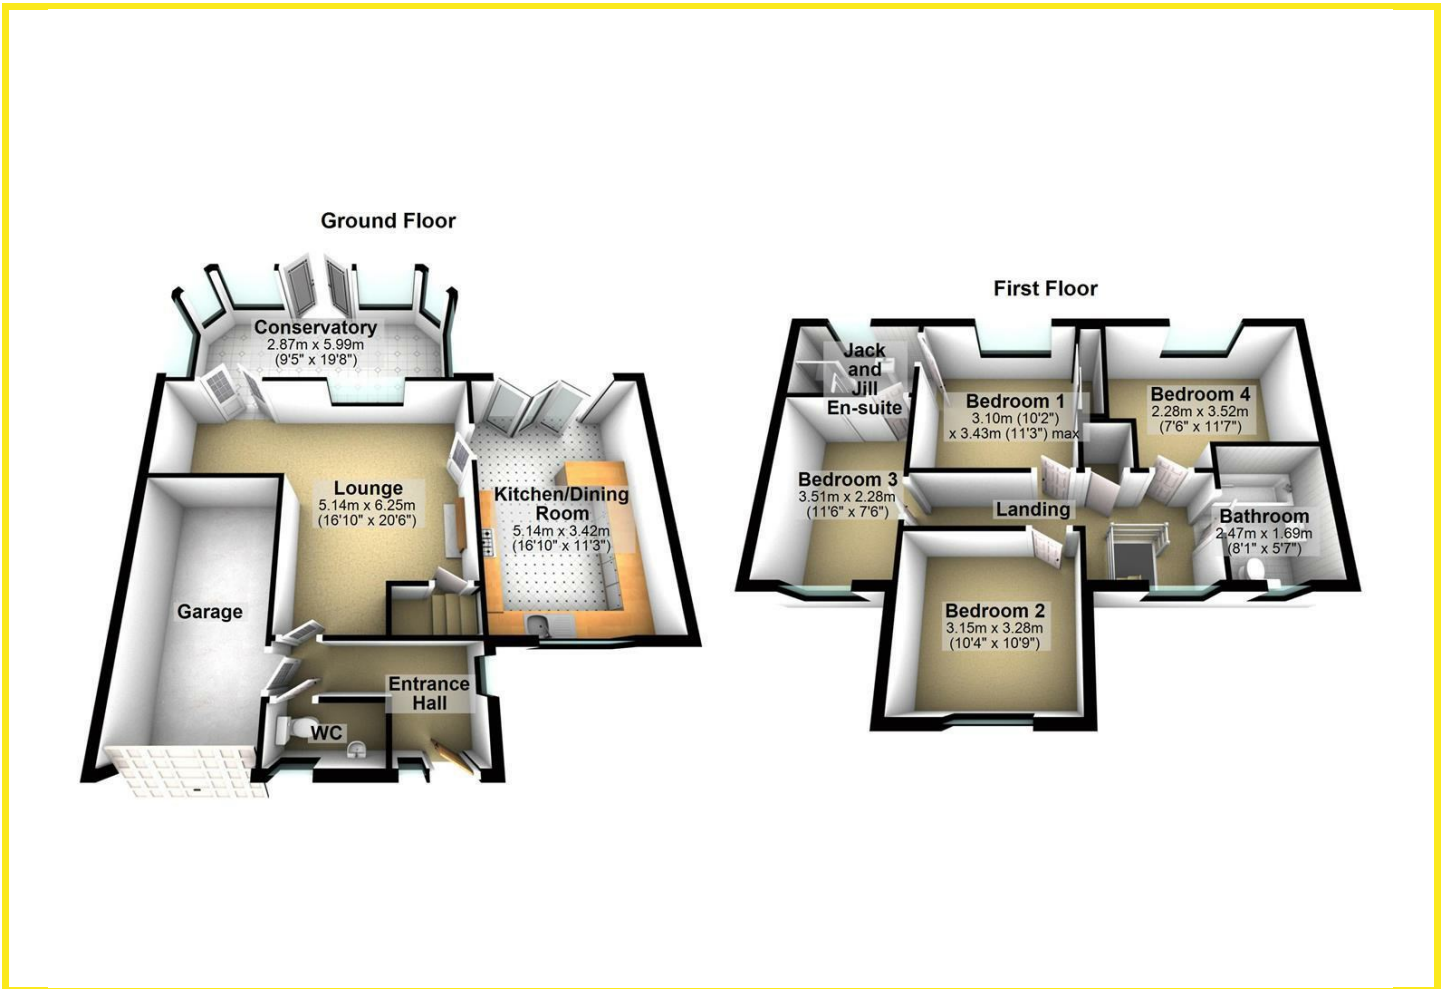 Ground Floor
Conservatory
2.87m x 5.99m
(9'5" x 19'8")
Lounge
5.14m x 6.25m
(16'10" x 20'6")
Kitchen/Dining
Room
5.14m x 3.42m
(16'10" x 11'3")
Garage
Entrance
Hall
WC
First Floor
Jack
and
Jill
En-suite
Bedroom 1
3.10m (10'2")
x 3.43m (11'3") max
Bedroom 4
2.28m x 3.52m
(7'6" x 11'7")
Bedroom 3
3.51m x 2.28m
(11'6" x 7'6")
Landing
Bathroom
2.47m x 1.69m
(8'1" x 5'7")
Bedroom 2
3.15m x 3.28m
(10'4" x 10'9")